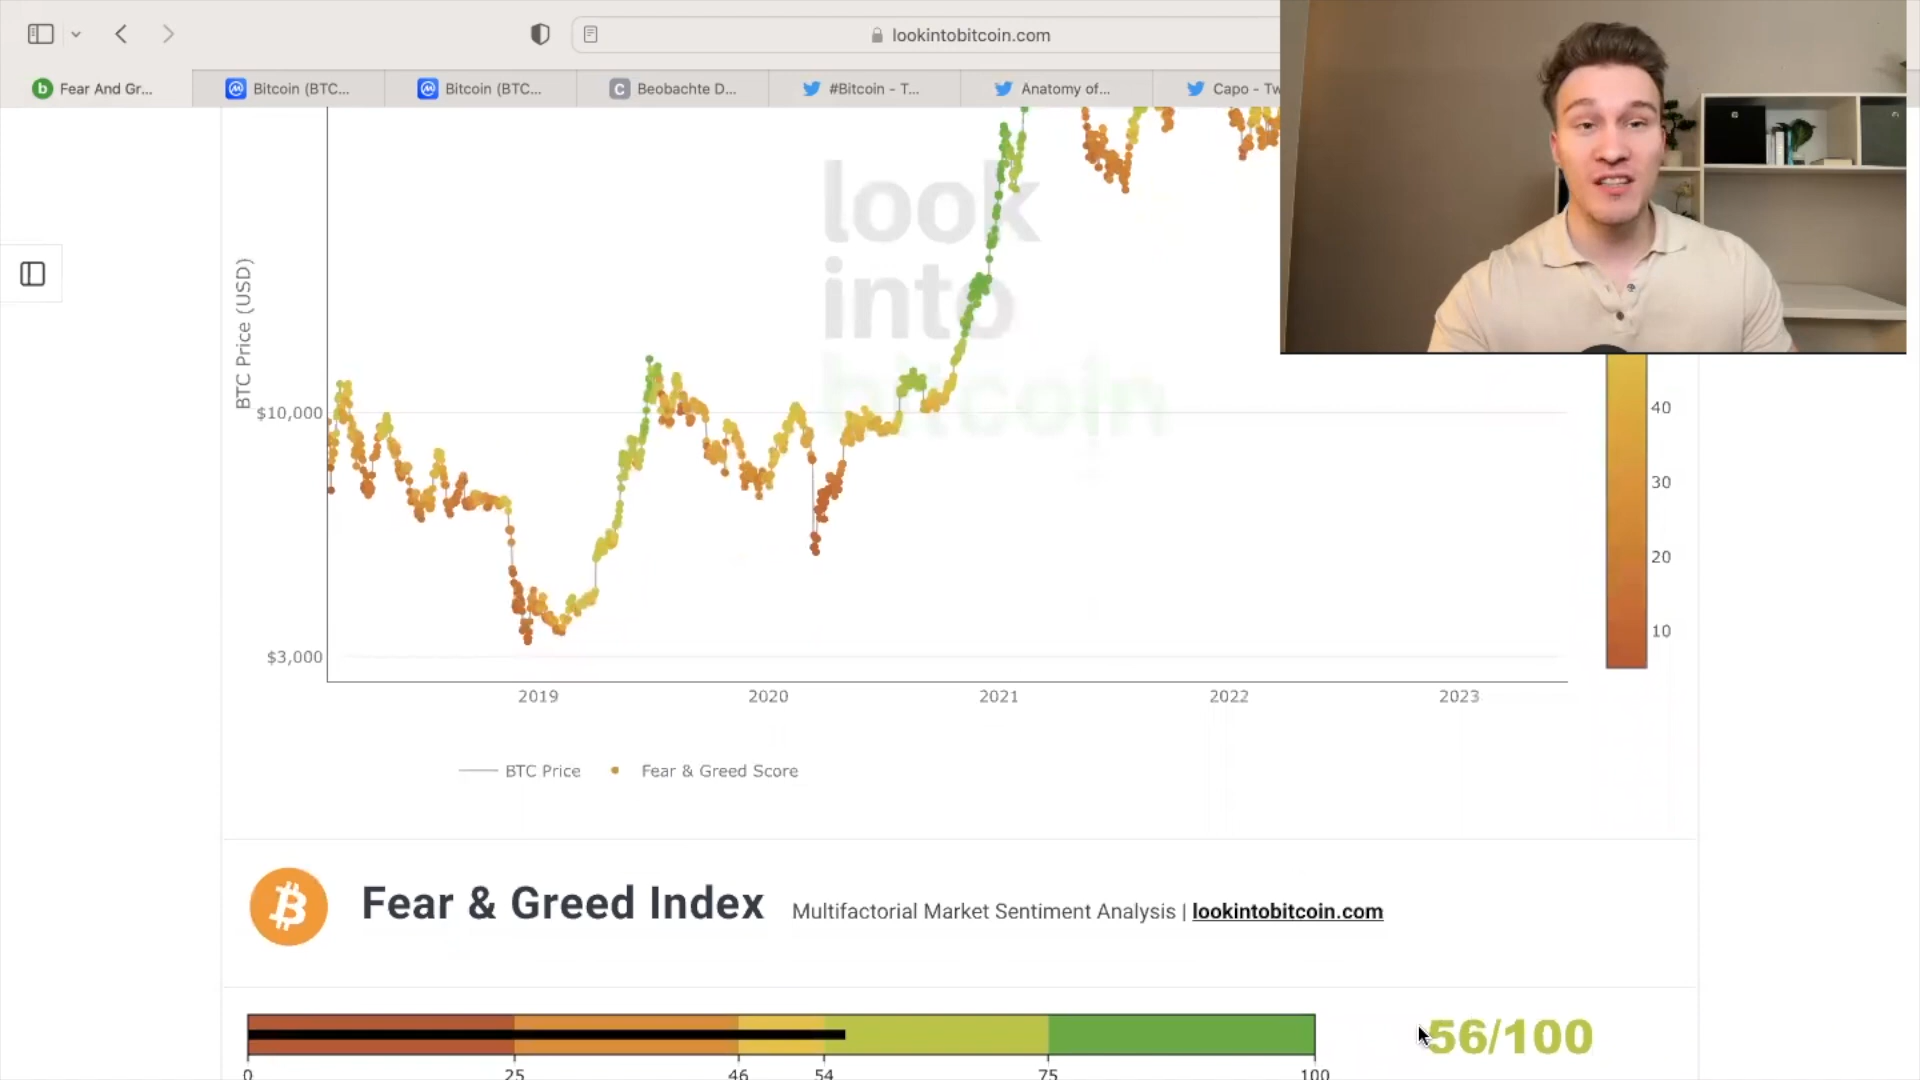 lookintobitcoin.com
Fear And Gr...
Bitcoin (BTC...
Bitcoin (BTC...
Beobachte D...
#Bitcoin - T...
Anatomy of...
Capo - Tw
look
into
bitcoin
BTC Price (USD)
$10,000
$3,000
2019
2020
2021
2022
2023
40
30
20
10
BTC Price
Fear & Greed Score
Fear & Greed Index
Multifactorial Market Sentiment Analysis | lookintobitcoin.com
56/100
0
25
46
54
75
100